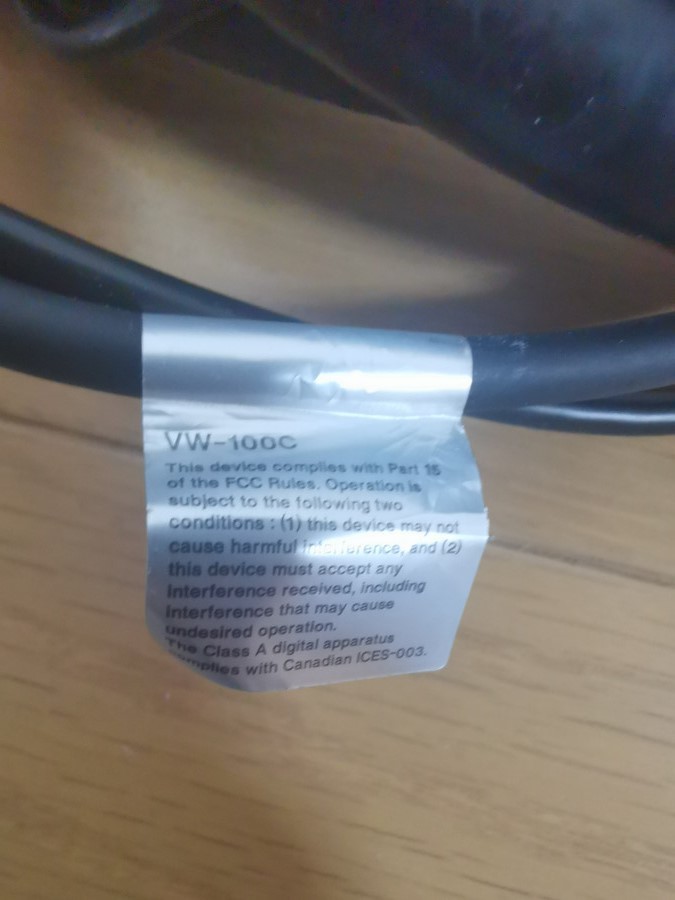 VW-100C
This device complies with Part 15
of the FCC Rules. Operation is
subject to the following two
conditions : (1) this device may not
cause harmful interference, and (2)
this device must accept any
interference received, including
interference that may cause
undesired operation.
The Class A digital apparatus
complies with Canadian ICES-003.